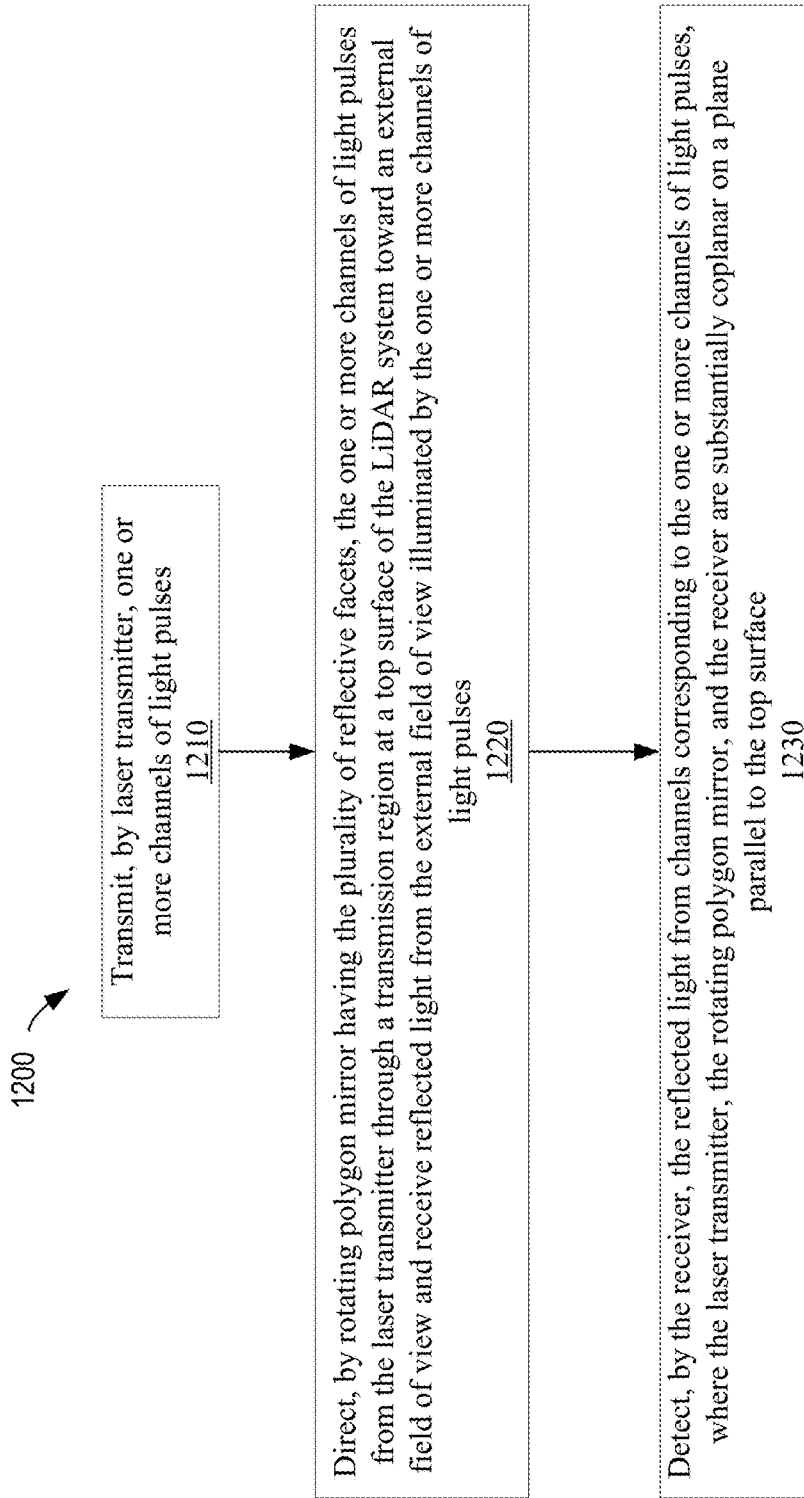 1200
Transmit, by laser transmitter, one or
more channels of light pulses
1210
Direct, by rotating polygon mirror having the plurality of reflective facets, the one or more channels of light pulses
from the laser transmitter through a transmission region at a top surface of the LiDAR system toward an external
field of view and receive reflected light from the external field of view illuminated by the one or more channels of
light pulses
1220
Detect, by the receiver, the reflected light from channels corresponding to the one or more channels of light pulses,
where the laser transmitter, the rotating polygon mirror, and the receiver are substantially coplanar on a plane
parallel to the top surface
1230